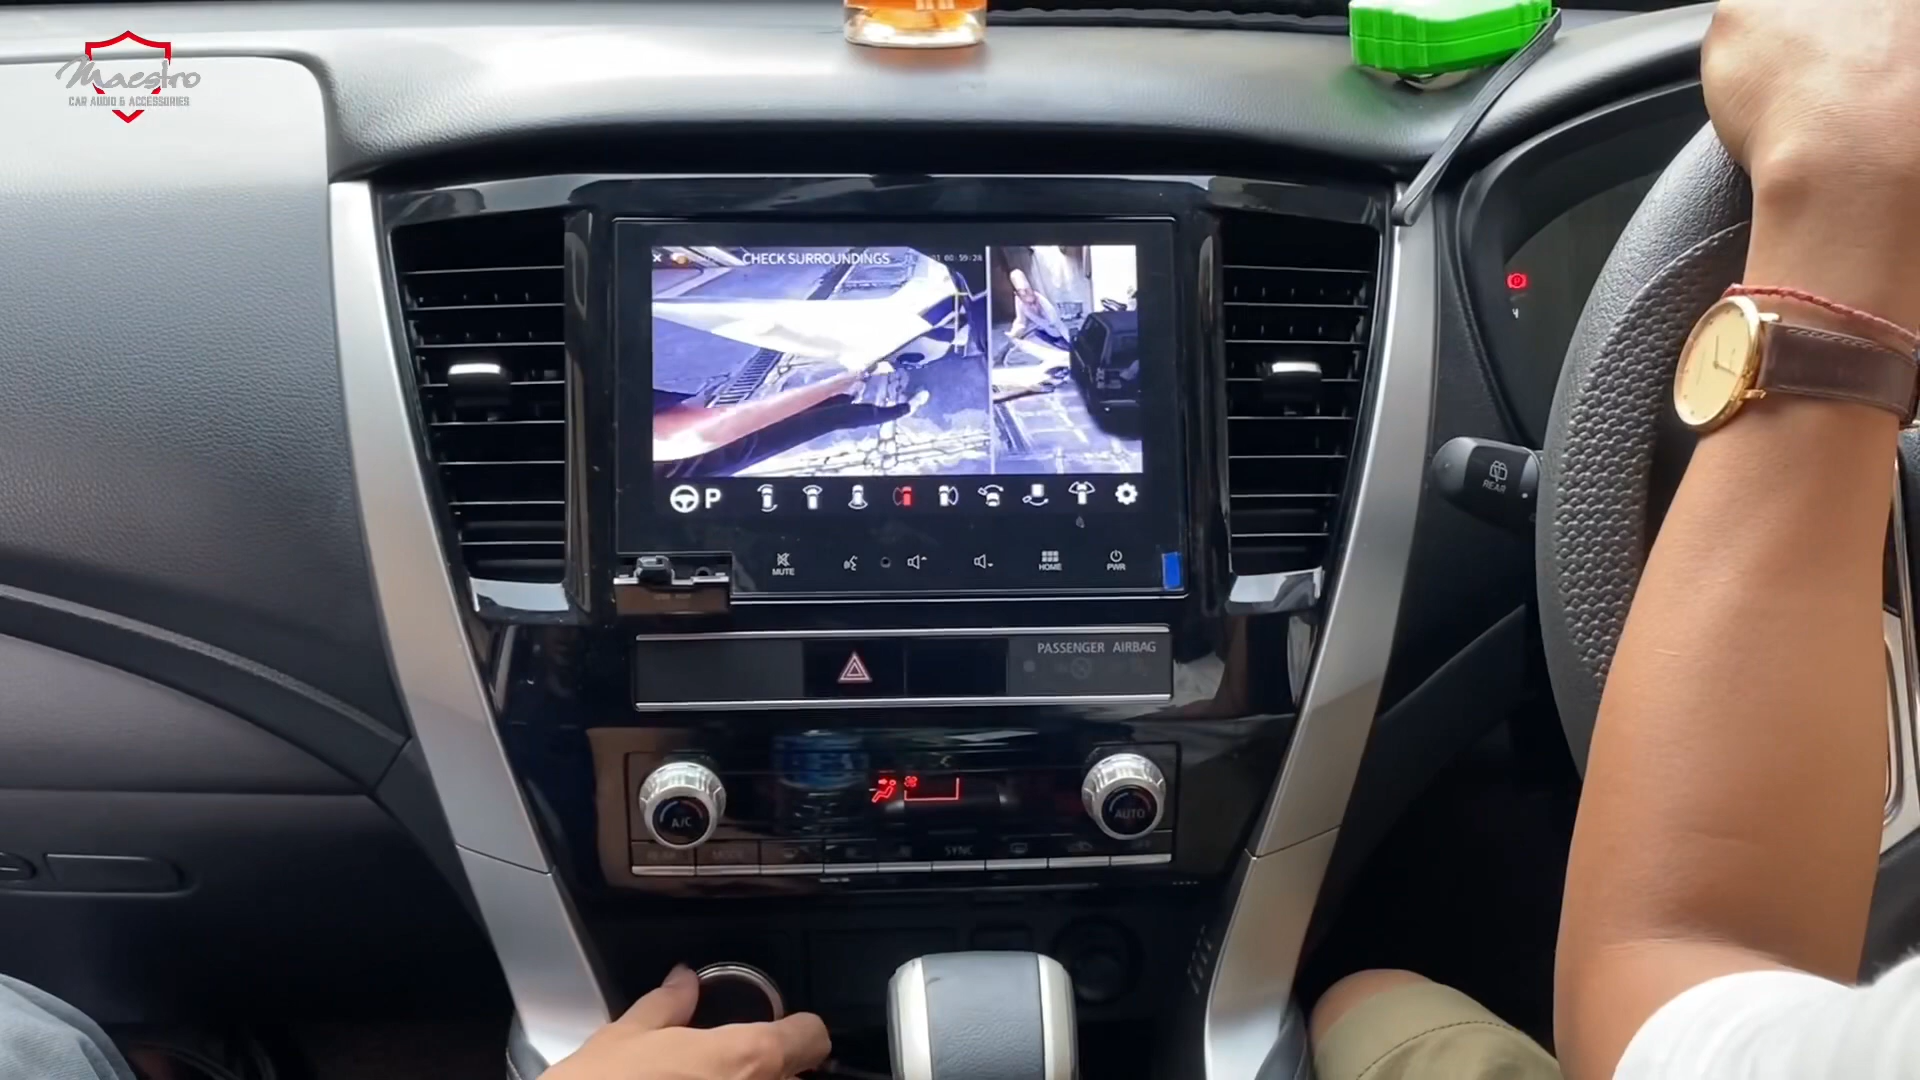 Maestro
CAR AUDIO & ACCESSORIES
CHECK SURROUNDINGS
P
MUTE
HOME
PWR
REAR
PASSENGER AIRBAG
A/C
AUTO
SYNC